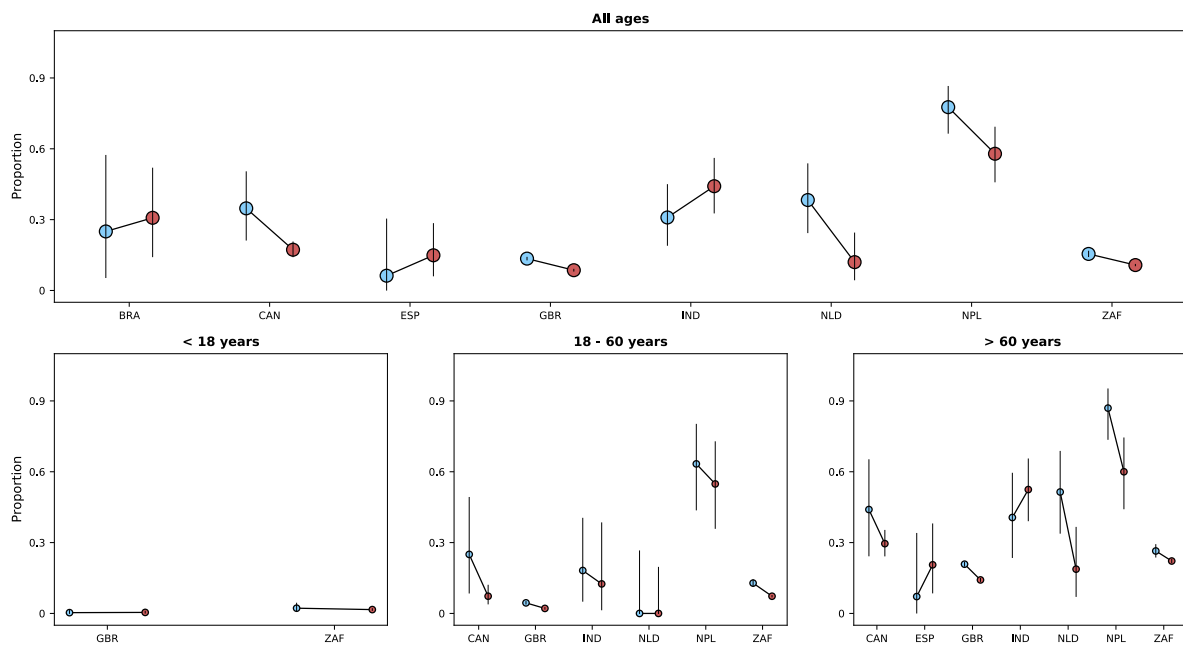 All ages
Proportion
0.9
0.6
0.3
0
BRA CAN ESP GBR IND NLD NPL ZAF
< 18 years
18 - 60 years
> 60 years
Proportion
0.9
0.6
0.3
0
GBR ZAF
0.9
0.6
0.3
0
CAN GBR IND NLD NPL ZAF
0.9
0.6
0.3
0
CAN ESP GBR IND NLD NPL ZAF